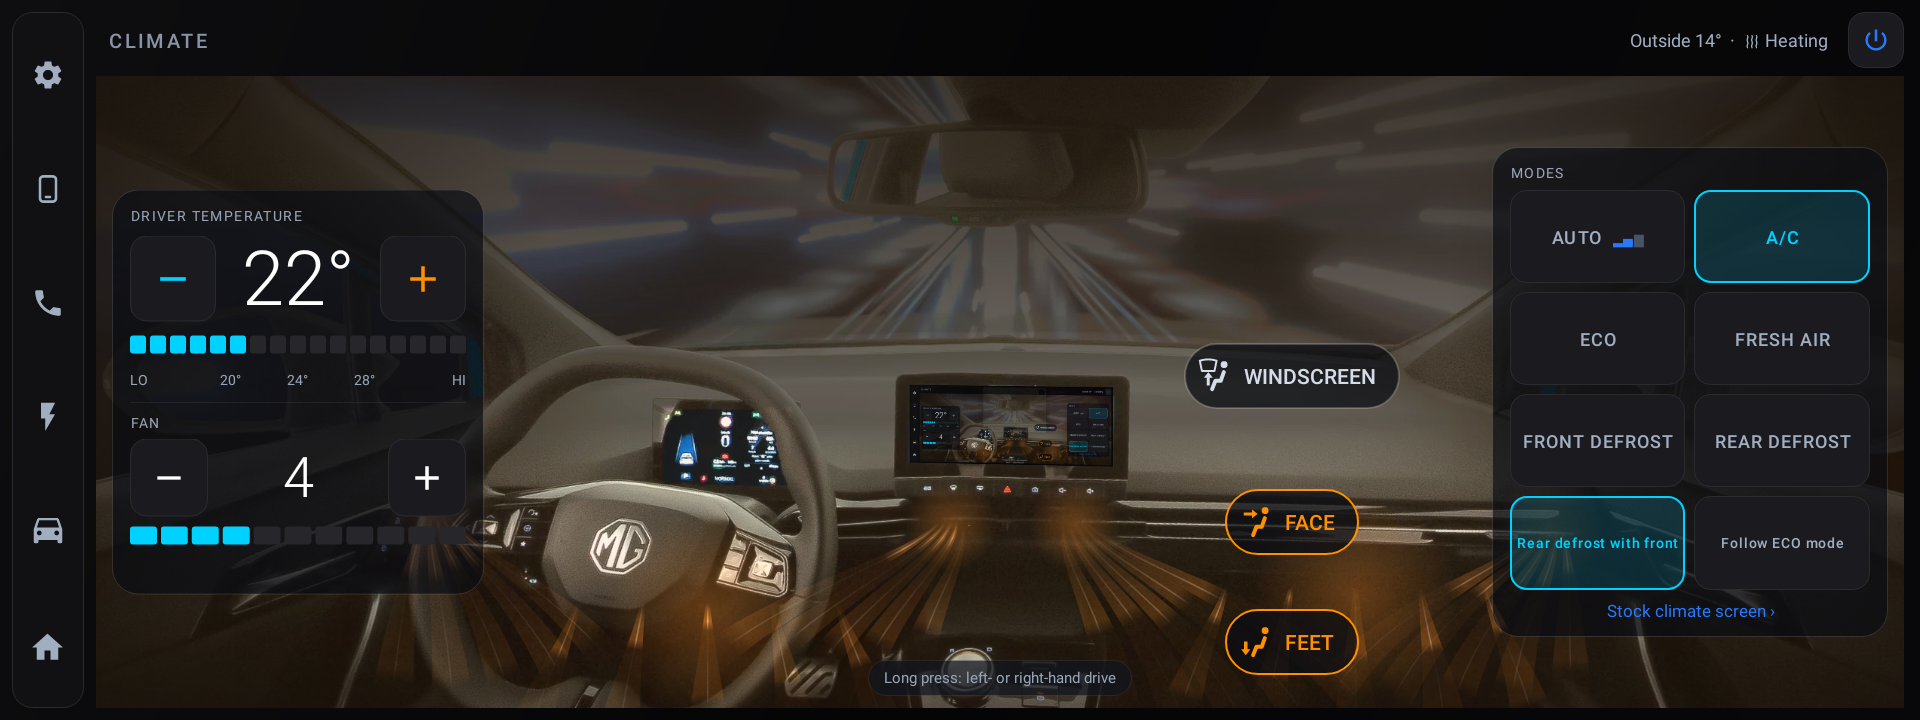 CLIMATE
Outside 14° · Heating
DRIVER TEMPERATURE
22°
LO 20° 24° 28° HI
FAN
4
MG
WINDSCREEN
FACE
FEET
Long press: left- or right-hand drive
MODES
AUTO A/C
ECO FRESH AIR
FRONT DEFROST REAR DEFROST
Rear defrost with front Follow ECO mode
Stock climate screen ›